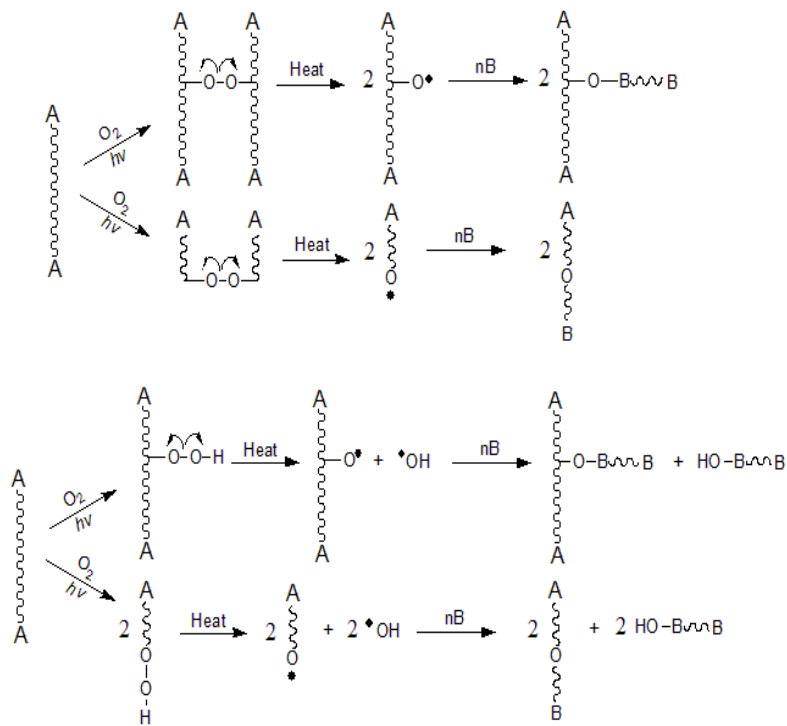 A A A A A
O O Heat 2 O• nB 2 O B B
A O2
hv
A A A A A
O2
hv A A A A
A O O Heat 2 O nB 2 O
B
A A A
O O H Heat O• + •OH nB O B B + HO B B
A O2
hv
A A A
O2
hv A A A
A 2 O Heat 2 O + 2 •OH nB 2 O + 2 HO B B
O
H B